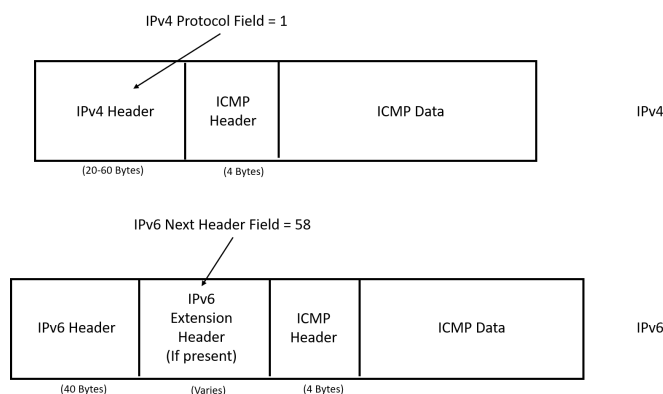 IPv4 Protocol Field = 1
IPv4 Header
ICMP
Header
ICMP Data
IPv4
(20-60 Bytes)
(4 Bytes)
IPv6 Next Header Field = 58
IPv6 Header
IPv6
Extension
Header
(If present)
ICMP
Header
ICMP Data
IPv6
(40 Bytes)
(Varies)
(4 Bytes)